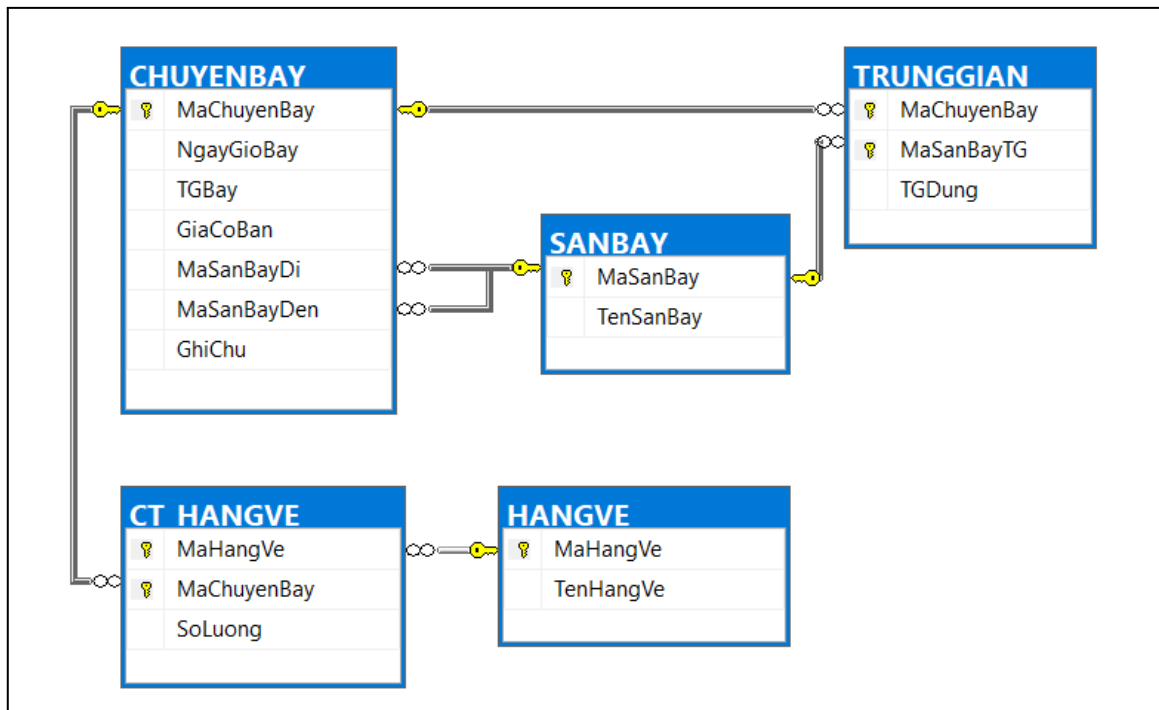 CHUYENBAY
MaChuyenBay
NgayGioBay
TGBay
GiaCoBan
MaSanBayDi
MaSanBayDen
GhiChu
TRUNGGIAN
MaChuyenBay
MaSanBayTG
TGDung
SANBAY
MaSanBay
TenSanBay
CT_HANGVE
MaHangVe
MaChuyenBay
SoLuong
HANGVE
MaHangVe
TenHangVe